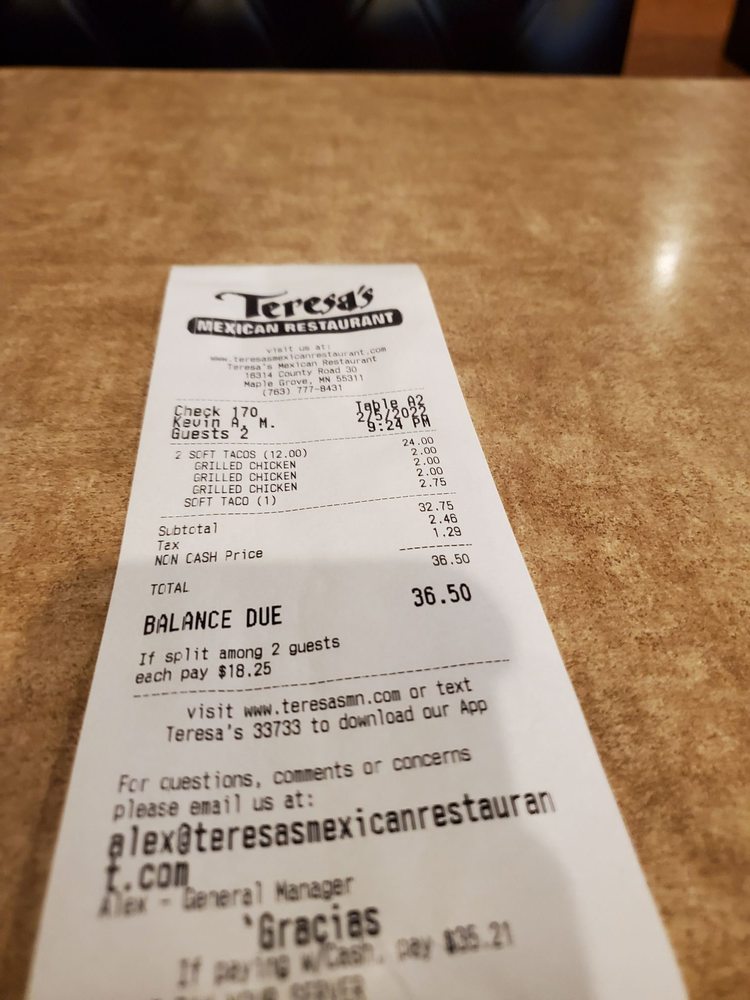 Teresa's
MEXICAN RESTAURANT
visit us at:
www.teresasmexicanrestaurant.com
Teresa's Mexican Restaurant
16314 County Road 30
Maple Grove, MN 55311
(763) 777-8431
Check 170 Table A2
Kevin A, M. 2/5/2022
Guests 2 9:24 PM
2 SOFT TACOS (12.00) 24.00
GRILLED CHICKEN 2.00
GRILLED CHICKEN 2.00
GRILLED CHICKEN 2.00
SOFT TACO (1) 2.75
Subtotal 32.75
Tax 2.46
NON CASH Price 1.29
TOTAL 36.50
BALANCE DUE 36.50
If split among 2 guests
each pay $18.25
visit www.teresasmn.com or text
Teresa's 33733 to download our App
For questions, comments or concerns
please email us at:
alex@teresasmexicanrestauran
t.com
Alex - General Manager
'Gracias
If paying w/Cash, pay $35.21
YOUR SERVER